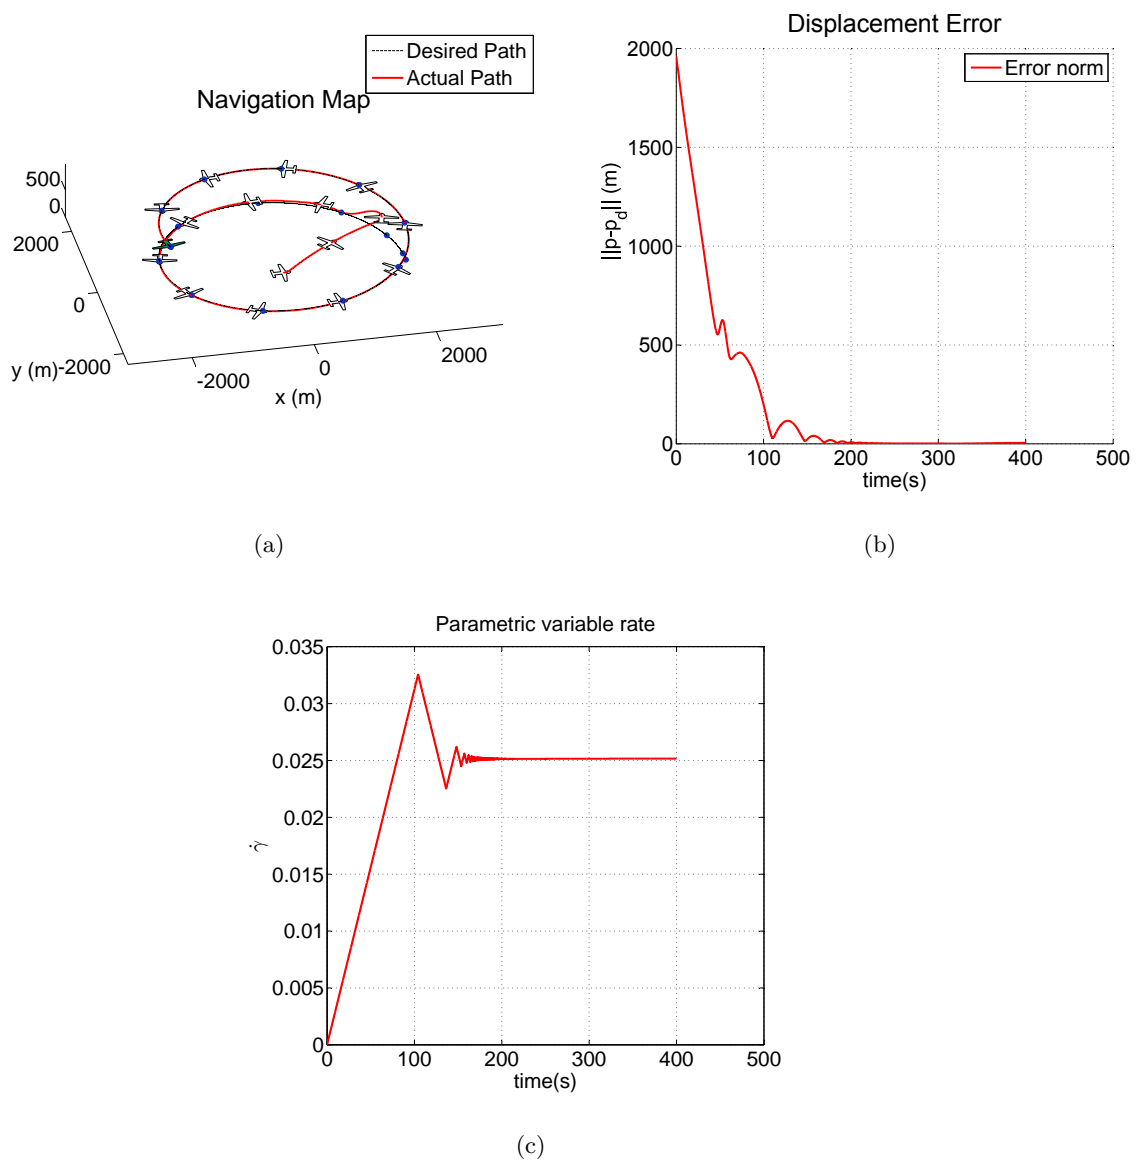 Desired Path
Actual Path
Navigation Map
500
0
2000
0
-2000
y (m)
-2000
0
2000
x (m)
(a)
Displacement Error
Error norm
2000
1500
1000
500
0
||p-pd|| (m)
0 100 200 300 400 500
time(s)
(b)
Parametric variable rate
0.035
0.03
0.025
0.02
0.015
0.01
0.005
0
γ̇
0 100 200 300 400 500
time(s)
(c)